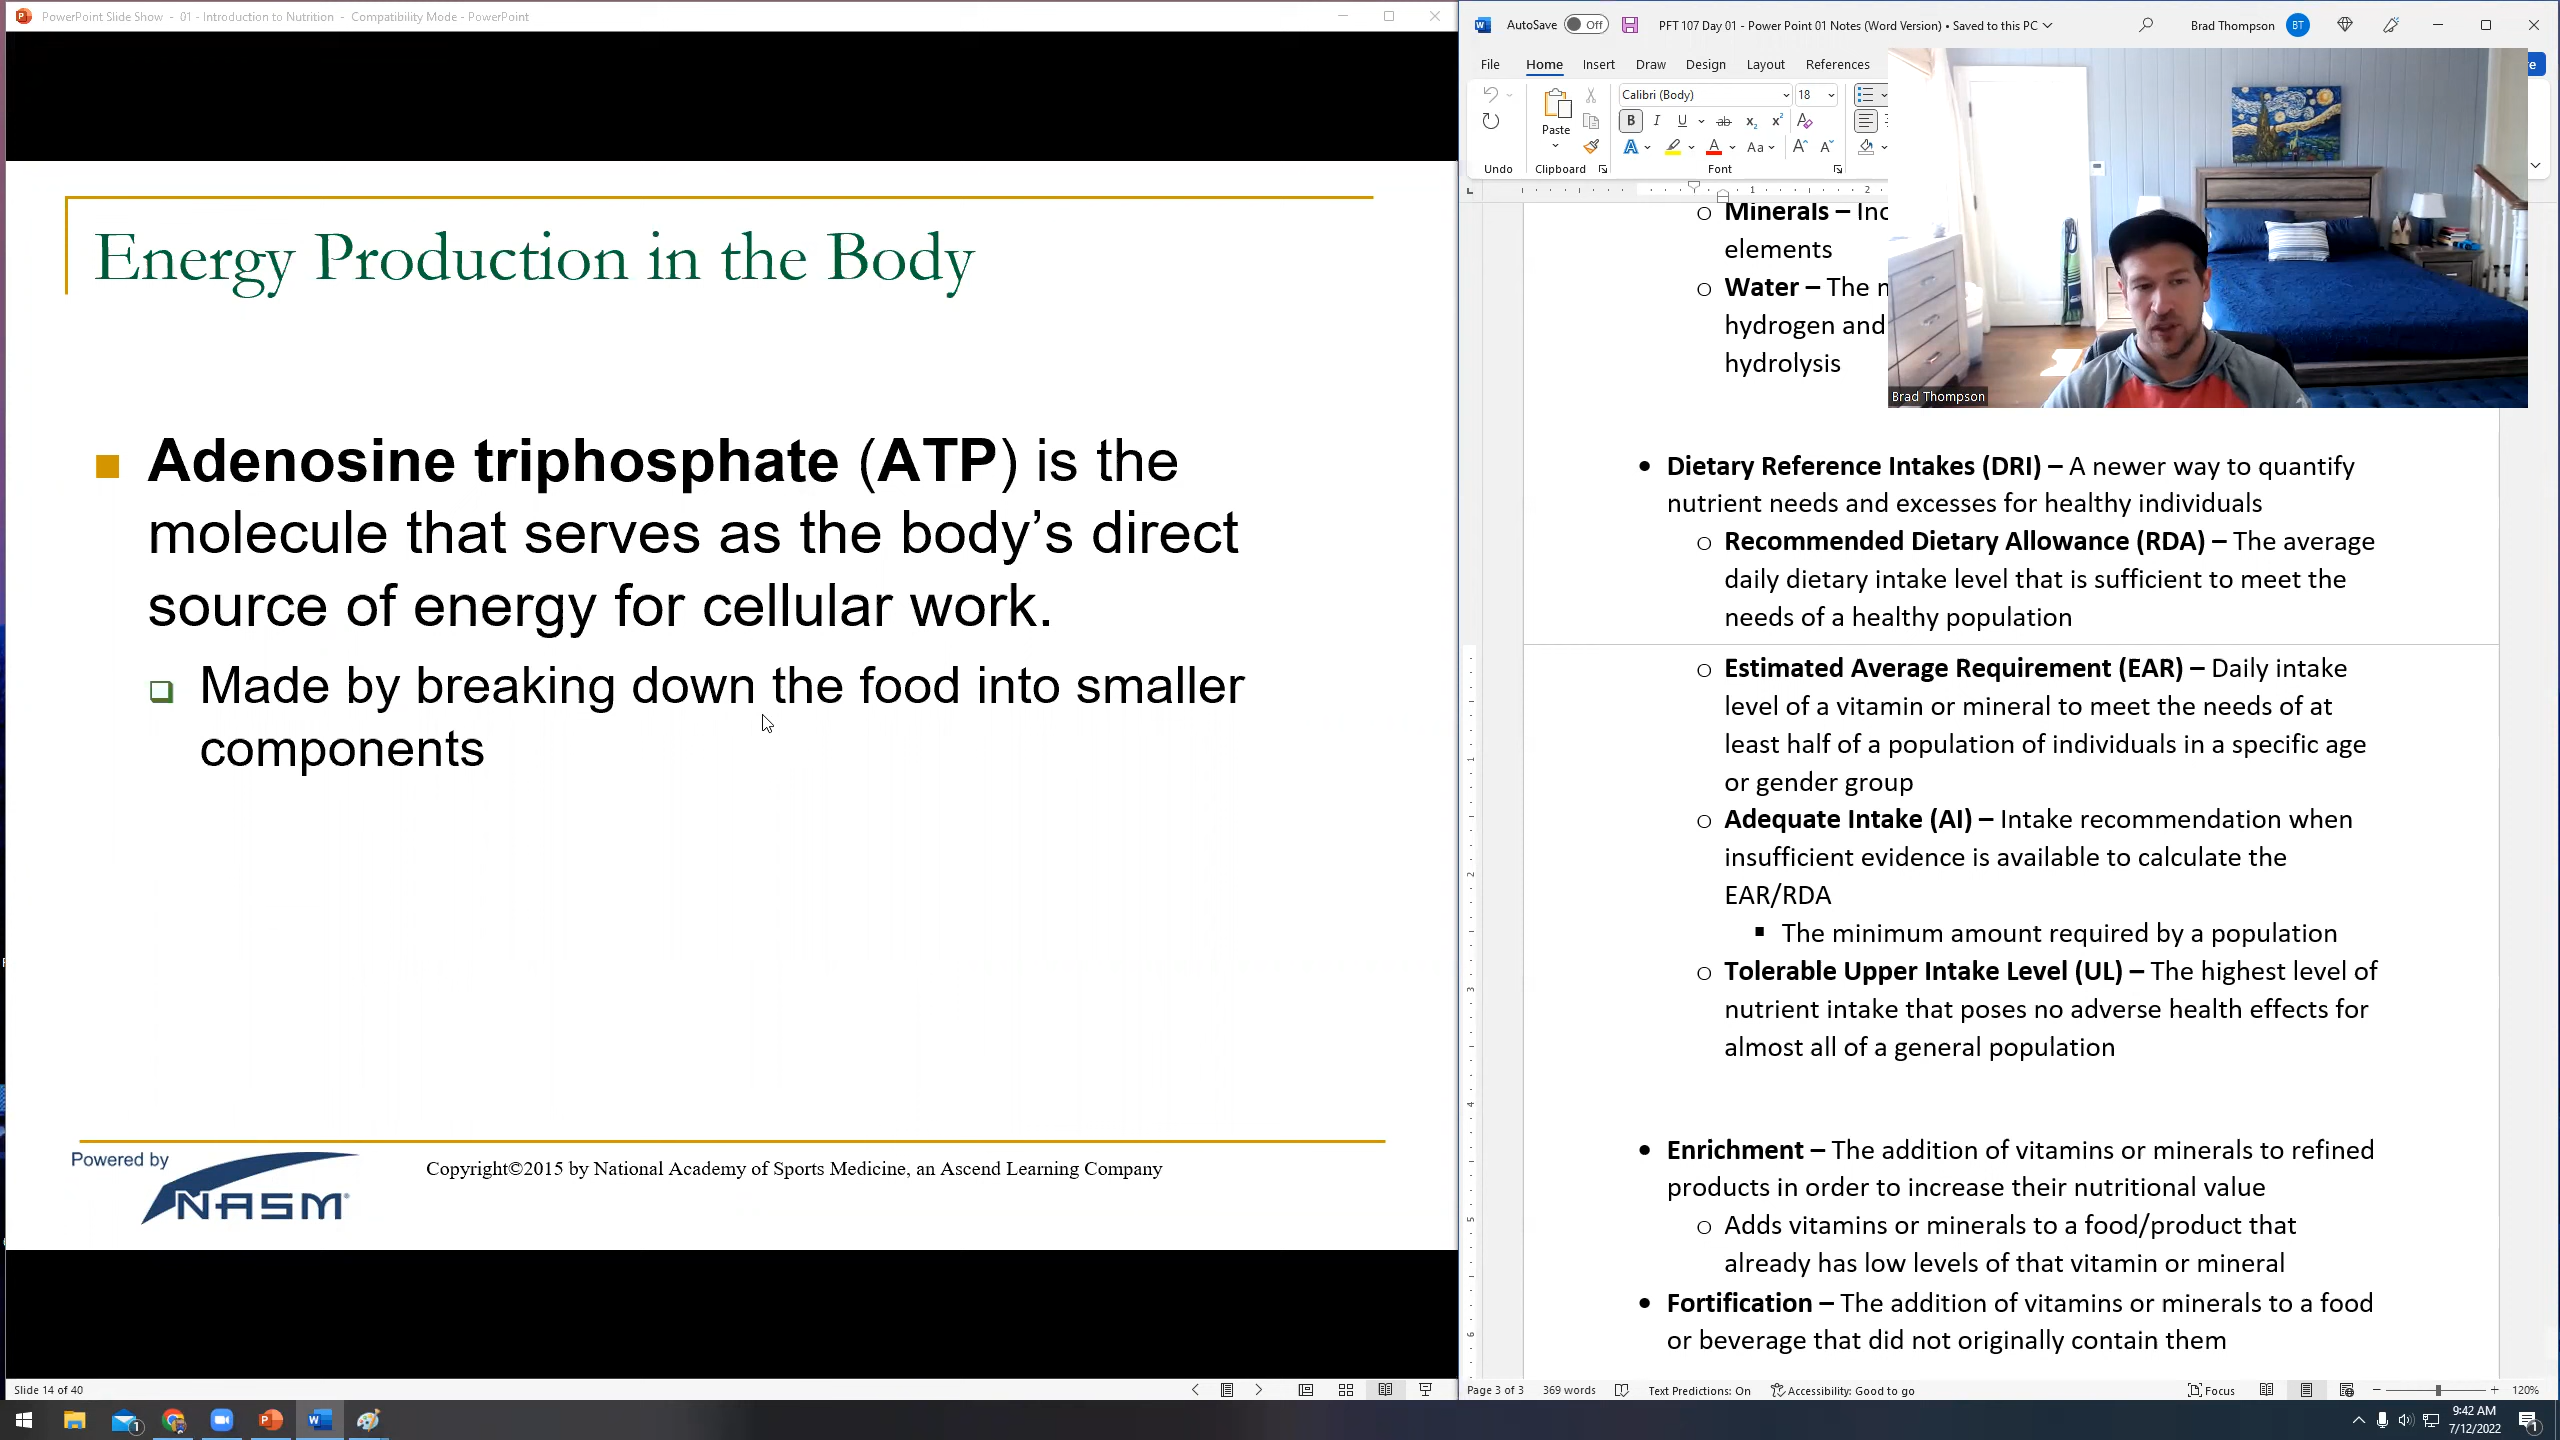 PowerPoint Slide Show - 01 - Introduction to Nutrition - Compatibility Mode - PowerPoint
Energy Production in the Body
Adenosine triphosphate (ATP) is the
molecule that serves as the body's direct
source of energy for cellular work.
Made by breaking down the food into smaller
components
Powered by
NASM
Copyright©2015 by National Academy of Sports Medicine, an Ascend Learning Company
Slide 14 of 40
AutoSave Off PFT 107 Day 01 - Power Point 01 Notes (Word Version) • Saved to this PC
Brad Thompson BT
File Home Insert Draw Design Layout References
Calibri (Body) 18
Paste
Undo Clipboard Font
1 2
Brad Thompson
Minerals – Inc
elements
Water – The
hydrogen and
hydrolysis
Dietary Reference Intakes (DRI) – A newer way to quantify
nutrient needs and excesses for healthy individuals
Recommended Dietary Allowance (RDA) – The average
daily dietary intake level that is sufficient to meet the
needs of a healthy population
Estimated Average Requirement (EAR) – Daily intake
level of a vitamin or mineral to meet the needs of at
least half of a population of individuals in a specific age
or gender group
Adequate Intake (AI) – Intake recommendation when
insufficient evidence is available to calculate the
EAR/RDA
The minimum amount required by a population
Tolerable Upper Intake Level (UL) – The highest level of
nutrient intake that poses no adverse health effects for
almost all of a general population
Enrichment – The addition of vitamins or minerals to refined
products in order to increase their nutritional value
Adds vitamins or minerals to a food/product that
already has low levels of that vitamin or mineral
Fortification – The addition of vitamins or minerals to a food
or beverage that did not originally contain them
Page 3 of 3 369 words Text Predictions: On Accessibility: Good to go Focus 120%
9:42 AM
7/12/2022